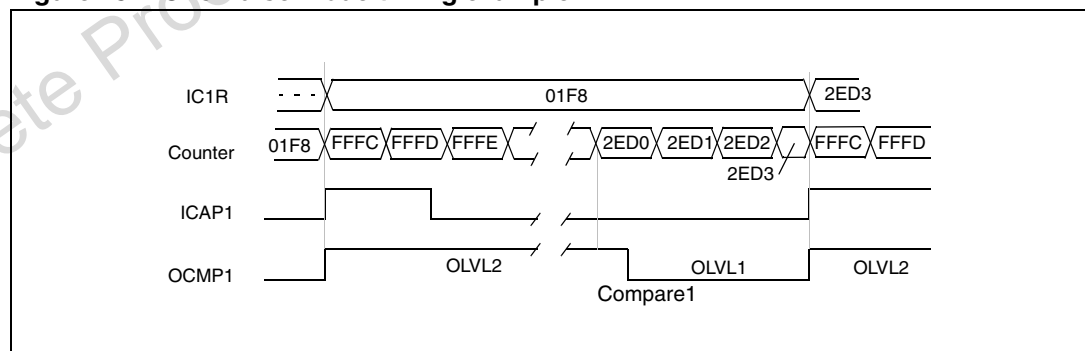 IC1R - - - 01F8 2ED3
Counter 01F8 FFFC FFFD FFFE 2ED0 2ED1 2ED2 FFFC FFFD
2ED3
ICAP1
OCMP1 OLVL2 OLVL1 OLVL2
Compare1